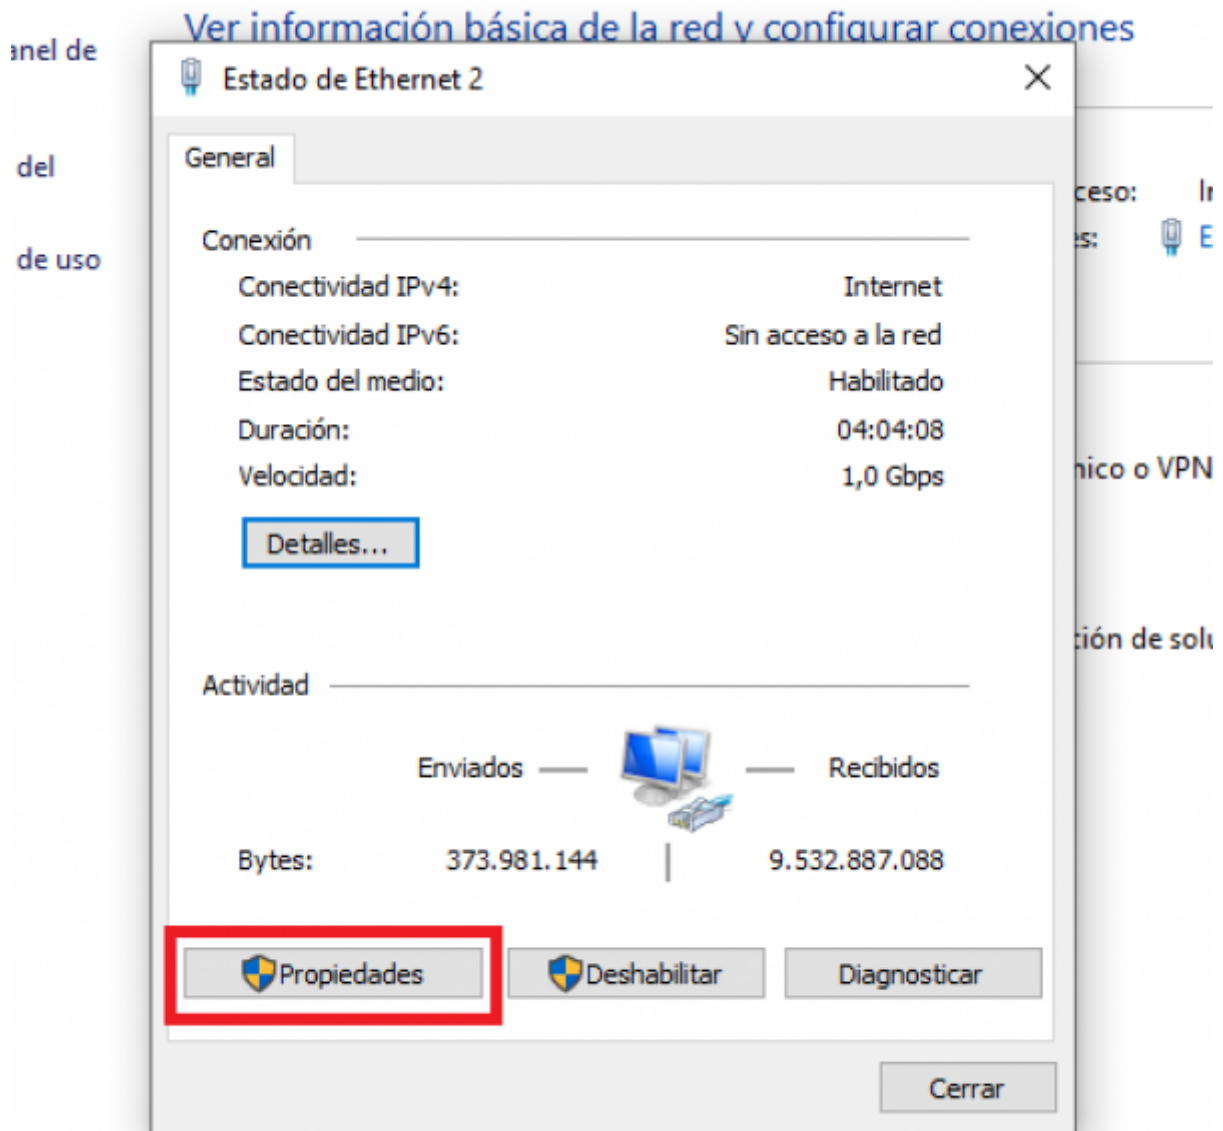 Ver información básica de la red y configurar conexiones
anel de
Estado de Ethernet 2
del
General
ceso:
de uso
Conexión
Conectividad IPv4: Internet
Conectividad IPv6: Sin acceso a la red
Estado del medio: Habilitado
Duración: 04:04:08
Velocidad: 1,0 Gbps
nico o VPN
Detalles...
ción de solu
Actividad
Enviados Recibidos
Bytes: 373.981.144 9.532.887.088
Propiedades Deshabilitar Diagnosticar
Cerrar